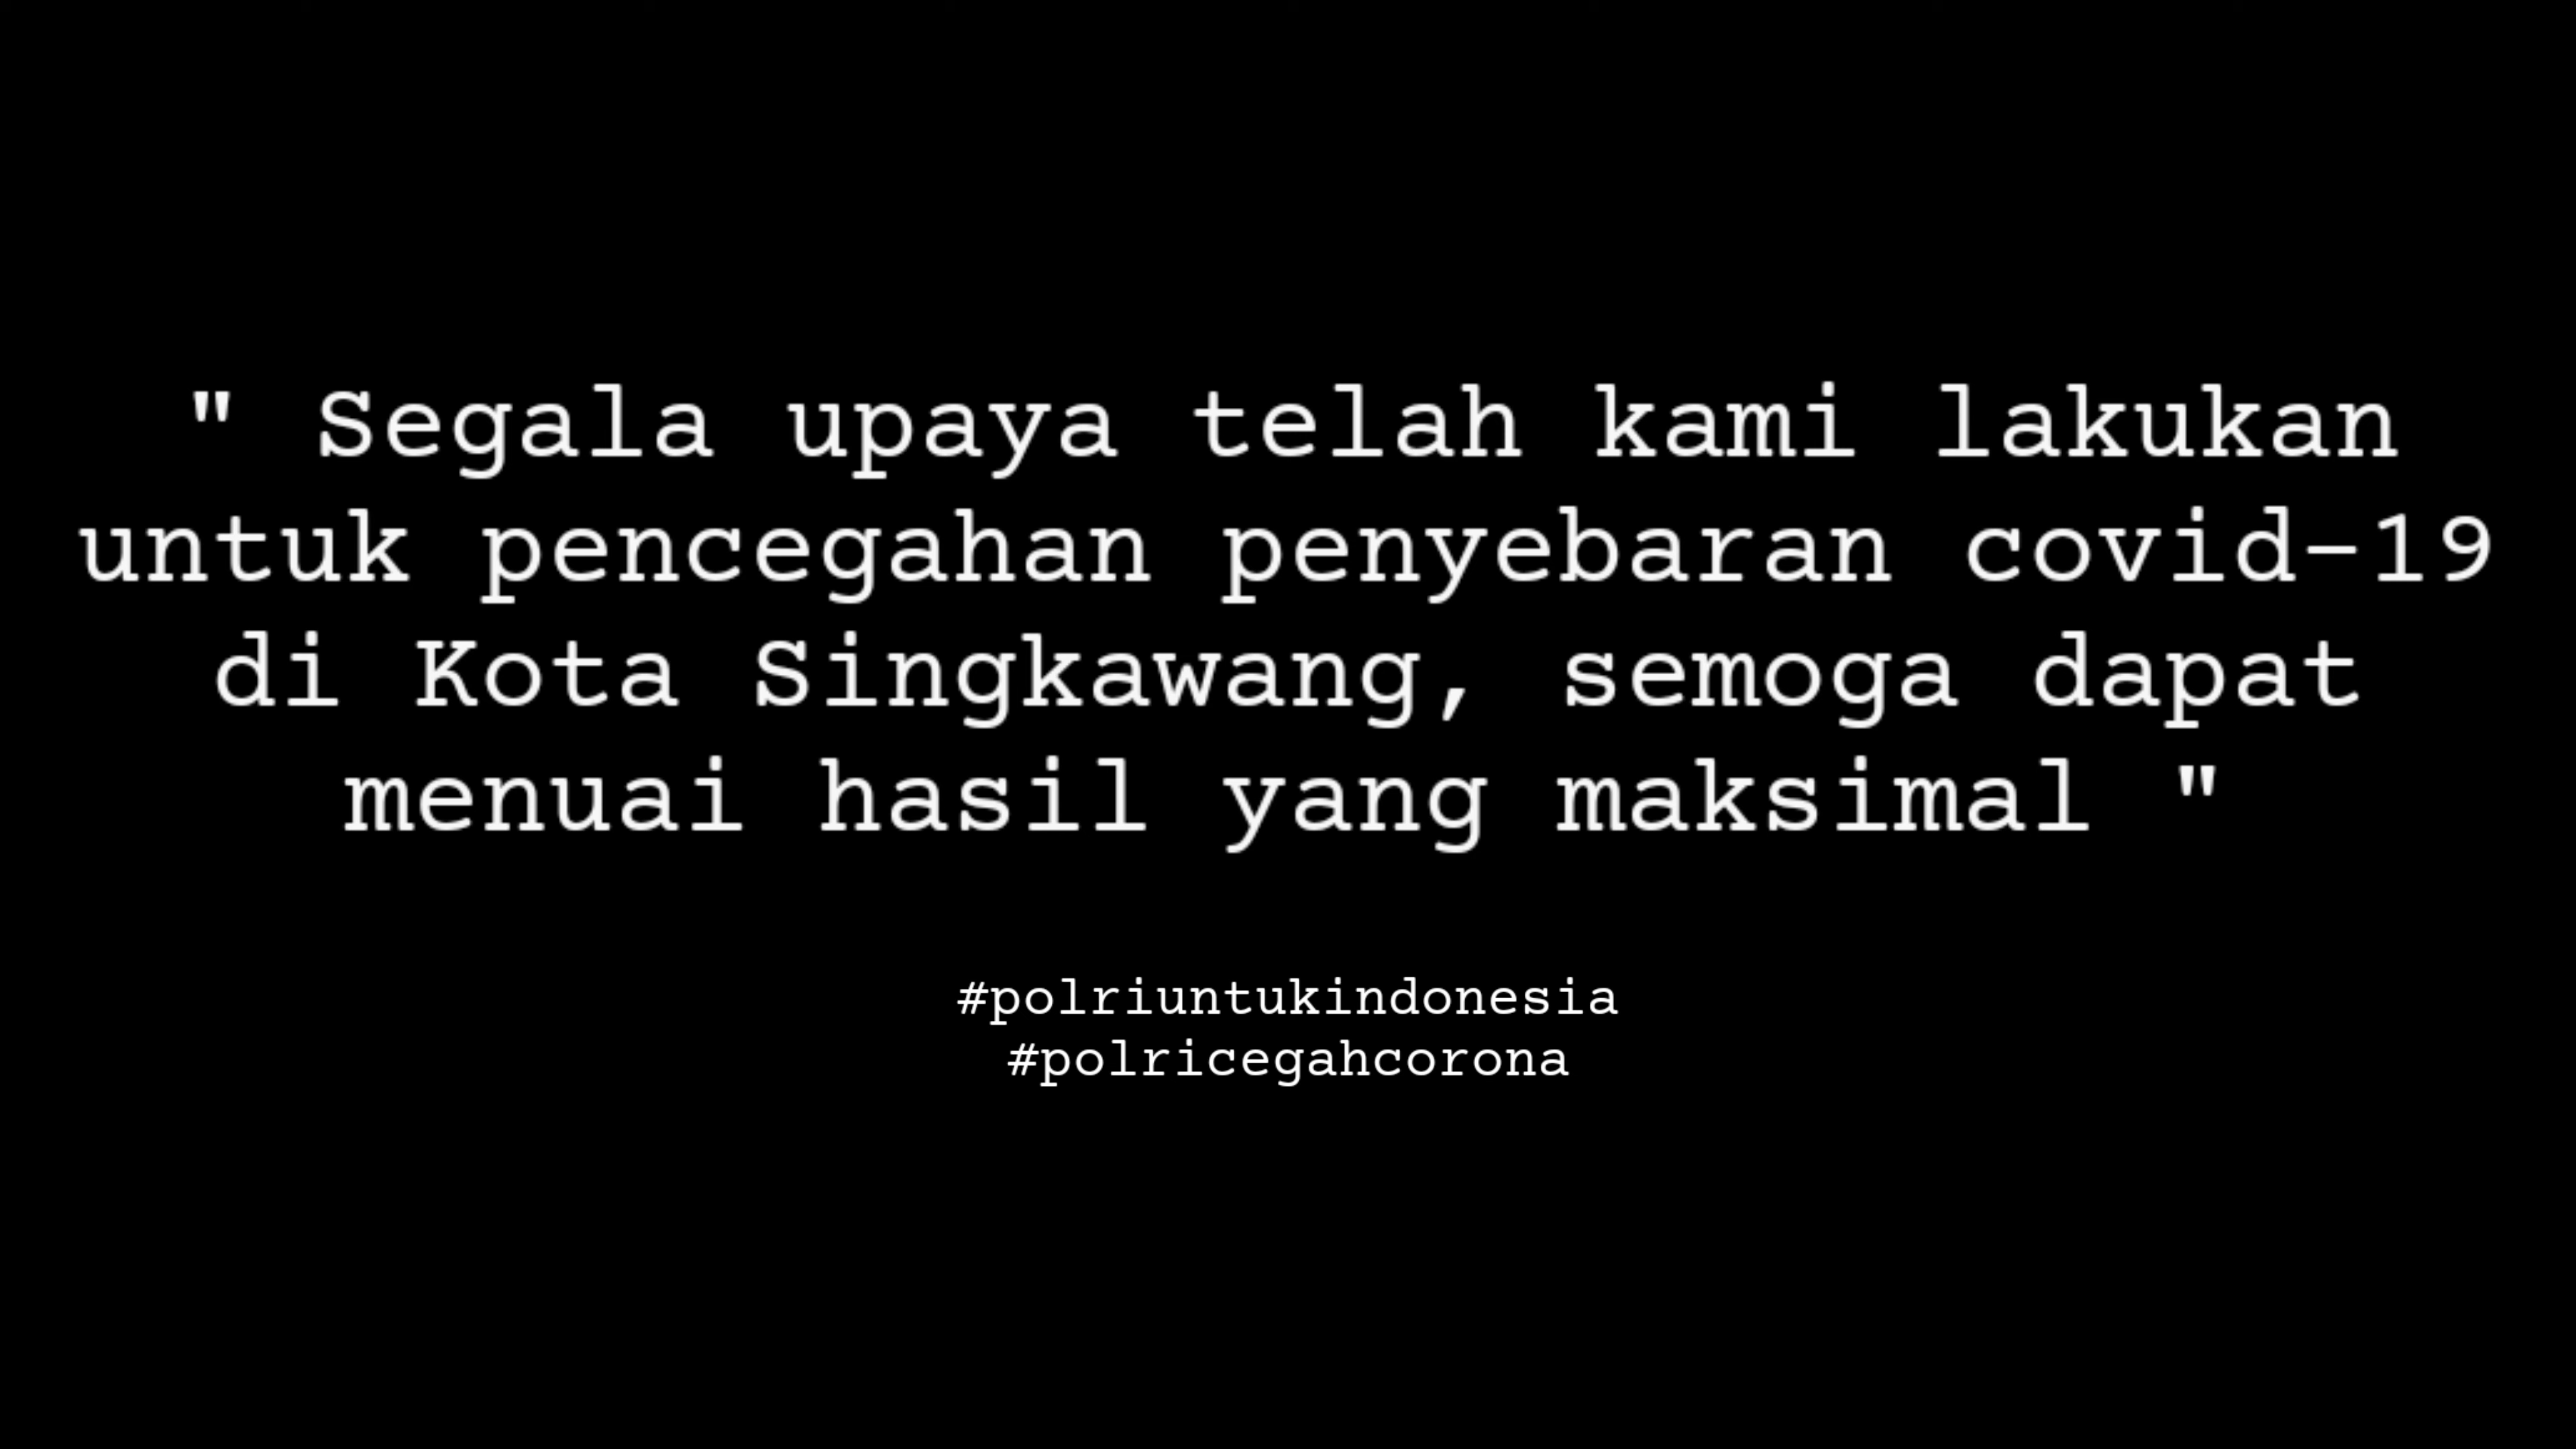 " Segala upaya telah kami lakukan
untuk pencegahan penyebaran covid-19
di Kota Singkawang, semoga dapat
menuai hasil yang maksimal "
#polriuntukindonesia
#polricegahcorona